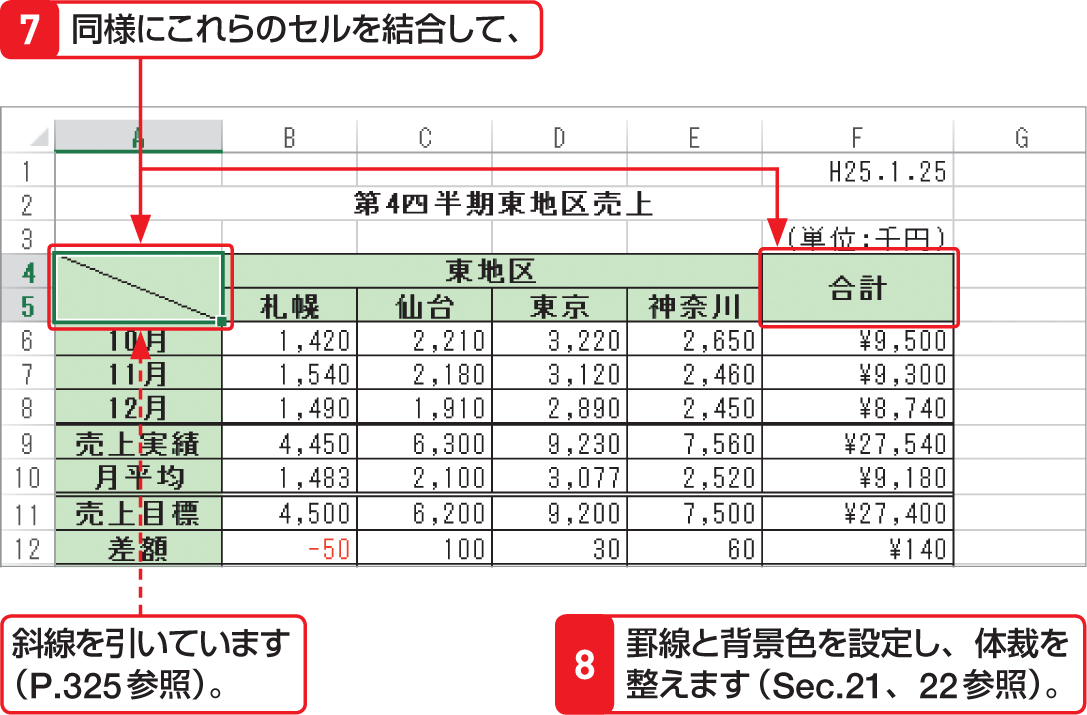 7 同様にこれらのセルを結合して、
A B C D E F G
1 H25.1.25
2 第4四半期東地区売上
3 (単位:千円)
4 東地区 合計
5 札幌 仙台 東京 神奈川
6 10月 1,420 2,210 3,220 2,650 ¥9,500
7 11月 1,540 2,180 3,120 2,460 ¥9,300
8 12月 1,490 1,910 2,890 2,450 ¥8,740
9 売上実績 4,450 6,300 9,230 7,560 ¥27,540
10 月平均 1,483 2,100 3,077 2,520 ¥9,180
11 売上目標 4,500 6,200 9,200 7,500 ¥27,400
12 差額 -50 100 30 60 ¥140
斜線を引いています
(P.325参照)。
8 罫線と背景色を設定し、体裁を
整えます(Sec.21、22参照)。